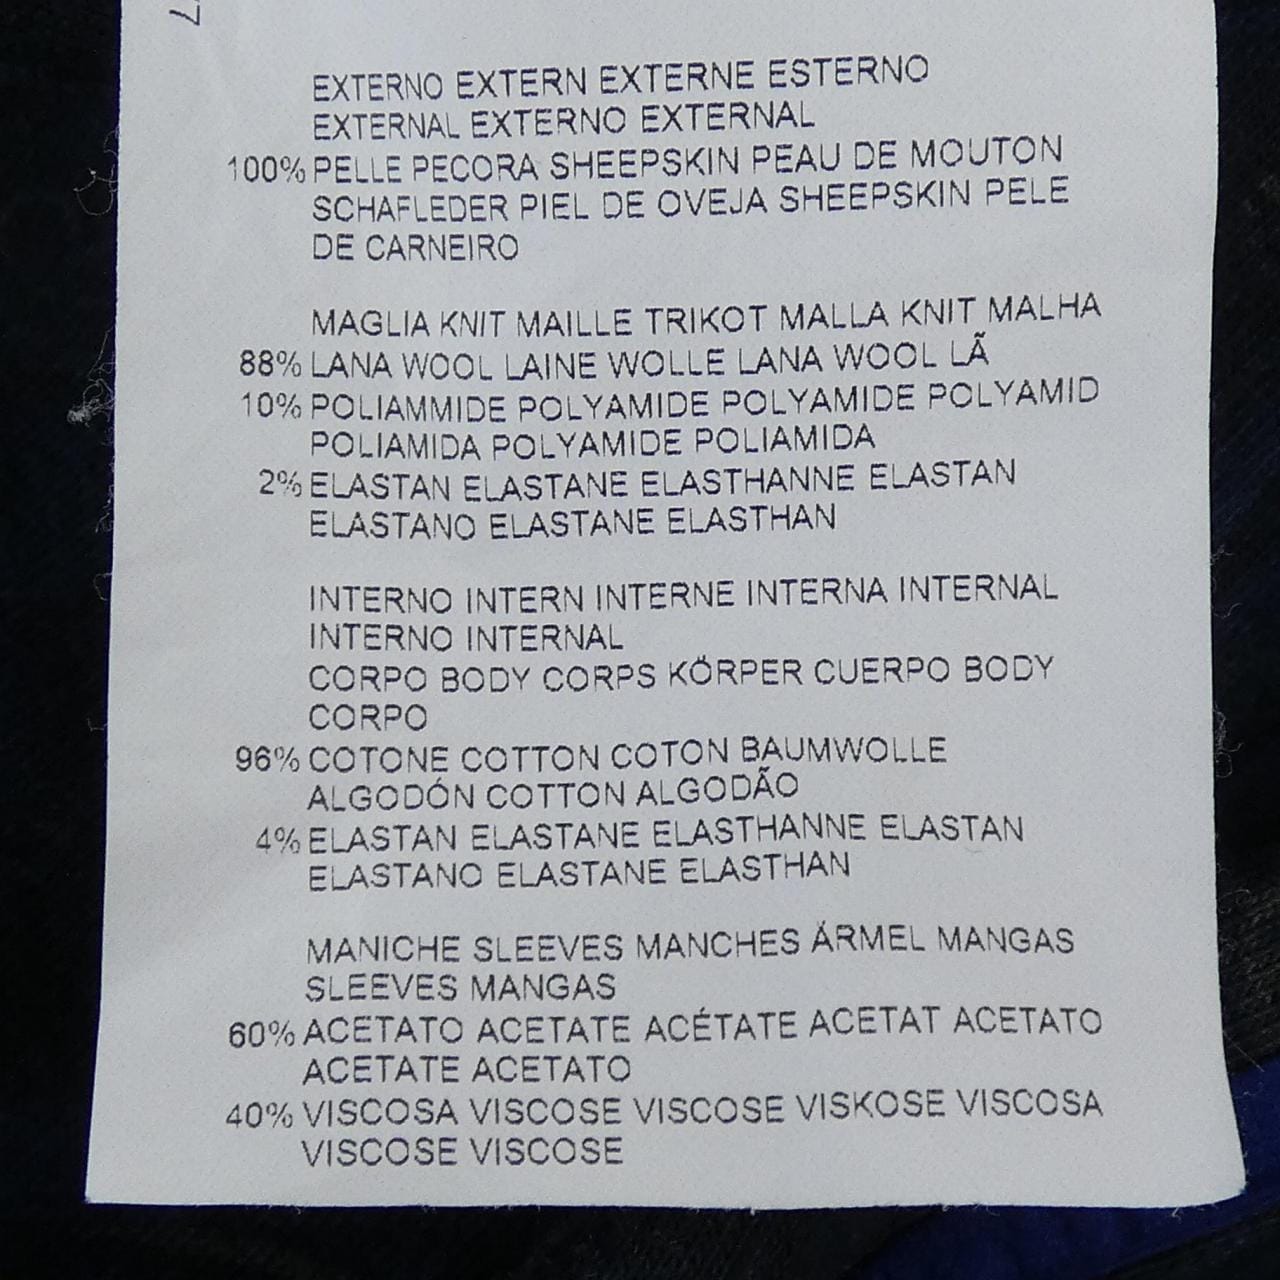 EXTERNO EXTERN EXTERNE ESTERNO
EXTERNAL EXTERNO EXTERNAL
100% PELLE PECORA SHEEPSKIN PEAU DE MOUTON
SCHAFLEDER PIEL DE OVEJA SHEEPSKIN PELE
DE CARNEIRO
MAGLIA KNIT MAILLE TRIKOT MALLA KNIT MALHA
88% LANA WOOL LAINE WOLLE LANA WOOL LÃ
10% POLIAMMIDE POLYAMIDE POLYAMIDE POLYAMID
POLIAMIDA POLYAMIDE POLIAMIDA
2% ELASTAN ELASTANE ELASTHANNE ELASTAN
ELASTANO ELASTANE ELASTHAN
INTERNO INTERN INTERNE INTERNA INTERNAL
INTERNO INTERNAL
CORPO BODY CORPS KÖRPER CUERPO BODY
CORPO
96% COTONE COTTON COTON BAUMWOLLE
ALGODÓN COTTON ALGODÃO
4% ELASTAN ELASTANE ELASTHANNE ELASTAN
ELASTANO ELASTANE ELASTHAN
MANICHE SLEEVES MANCHES ÄRMEL MANGAS
SLEEVES MANGAS
60% ACETATO ACETATE ACÉTATE ACETAT ACETATO
ACETATE ACETATO
40% VISCOSA VISCOSE VISCOSE VISKOSE VISCOSA
VISCOSE VISCOSE